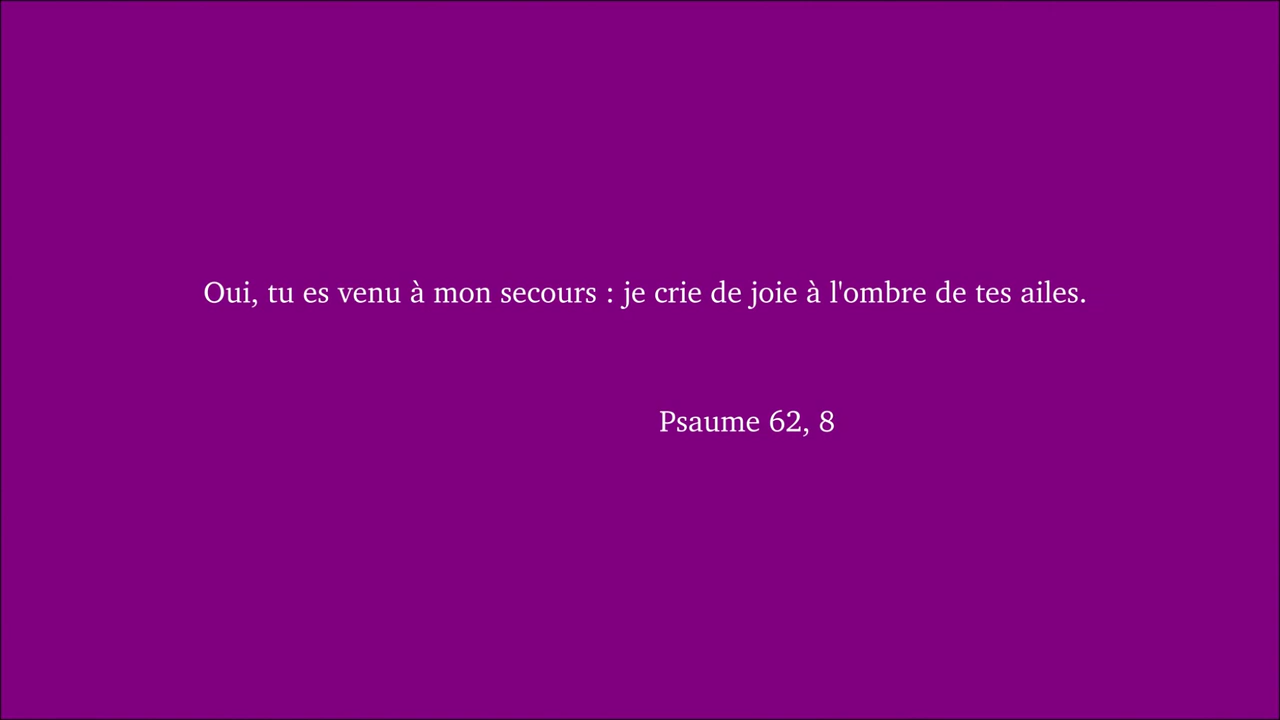 Oui, tu es venu à mon secours : je crie de joie à l'ombre de tes ailes.
Psaume 62, 8